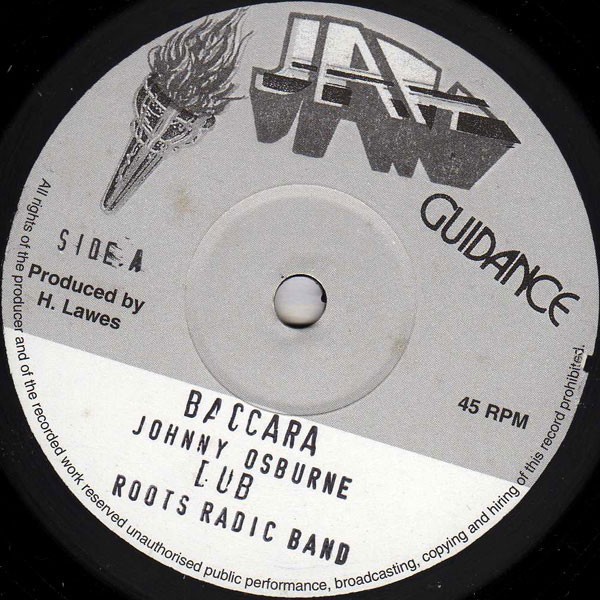 JAH
GUIDANCE
SIDE A
Produced by
H. Lawes
45 RPM
BACCARA
JOHNNY OSBURNE
DUB
ROOTS RADIC BAND
All rights of the producer and of the recorded work reserved unauthorised public performance, broadcasting, copying and hiring of this record prohibited.